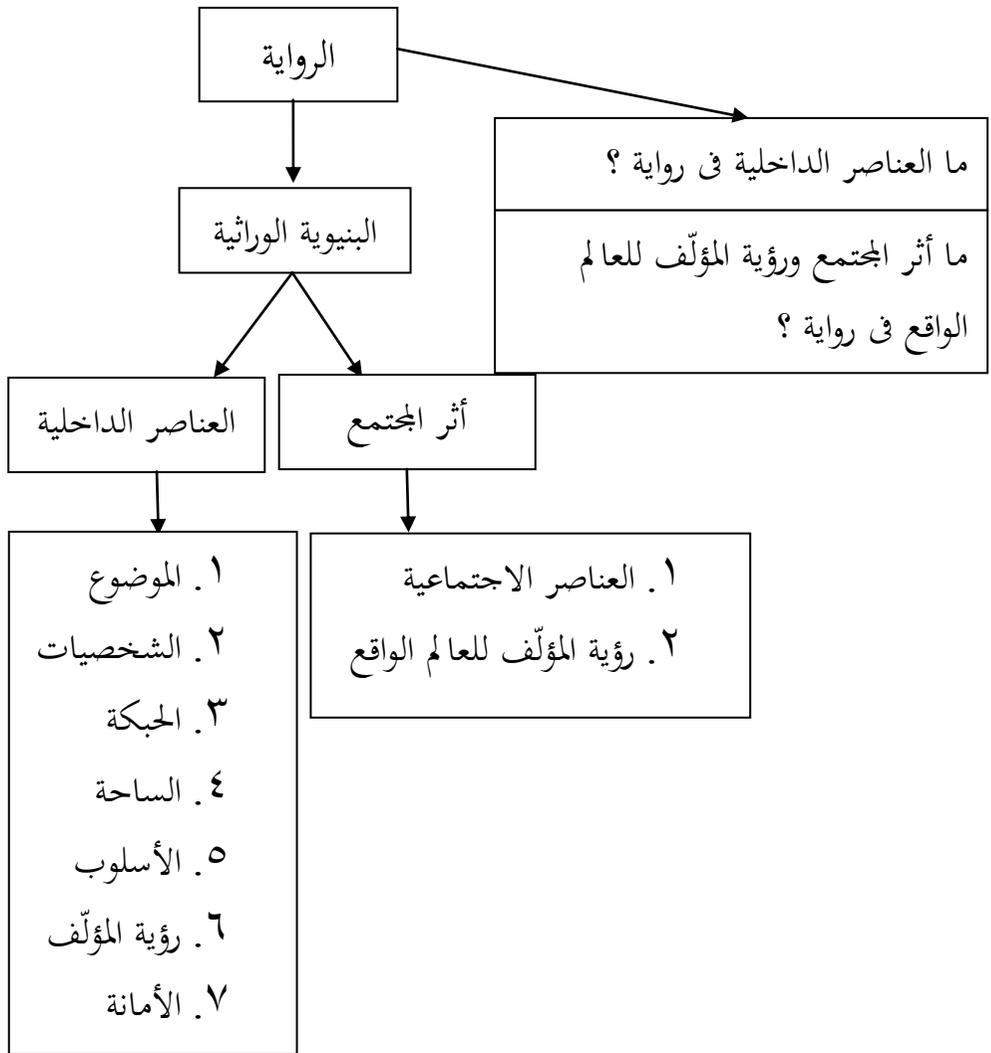 الرواية
ما العناصر الداخلية فى رواية ؟
ما أثر المجتمع ورؤية المؤلّف للعالم
الواقع فى رواية ؟
البنيوية الوراثية
أثر المجتمع
العناصر الداخلية
١. العناصر الاجتماعية
٢. رؤية المؤلّف للعالم الواقع
١. الموضوع
٢. الشخصيات
٣. الحبكة
٤. الساحة
٥. الأسلوب
٦. رؤية المؤلّف
٧. الأمانة